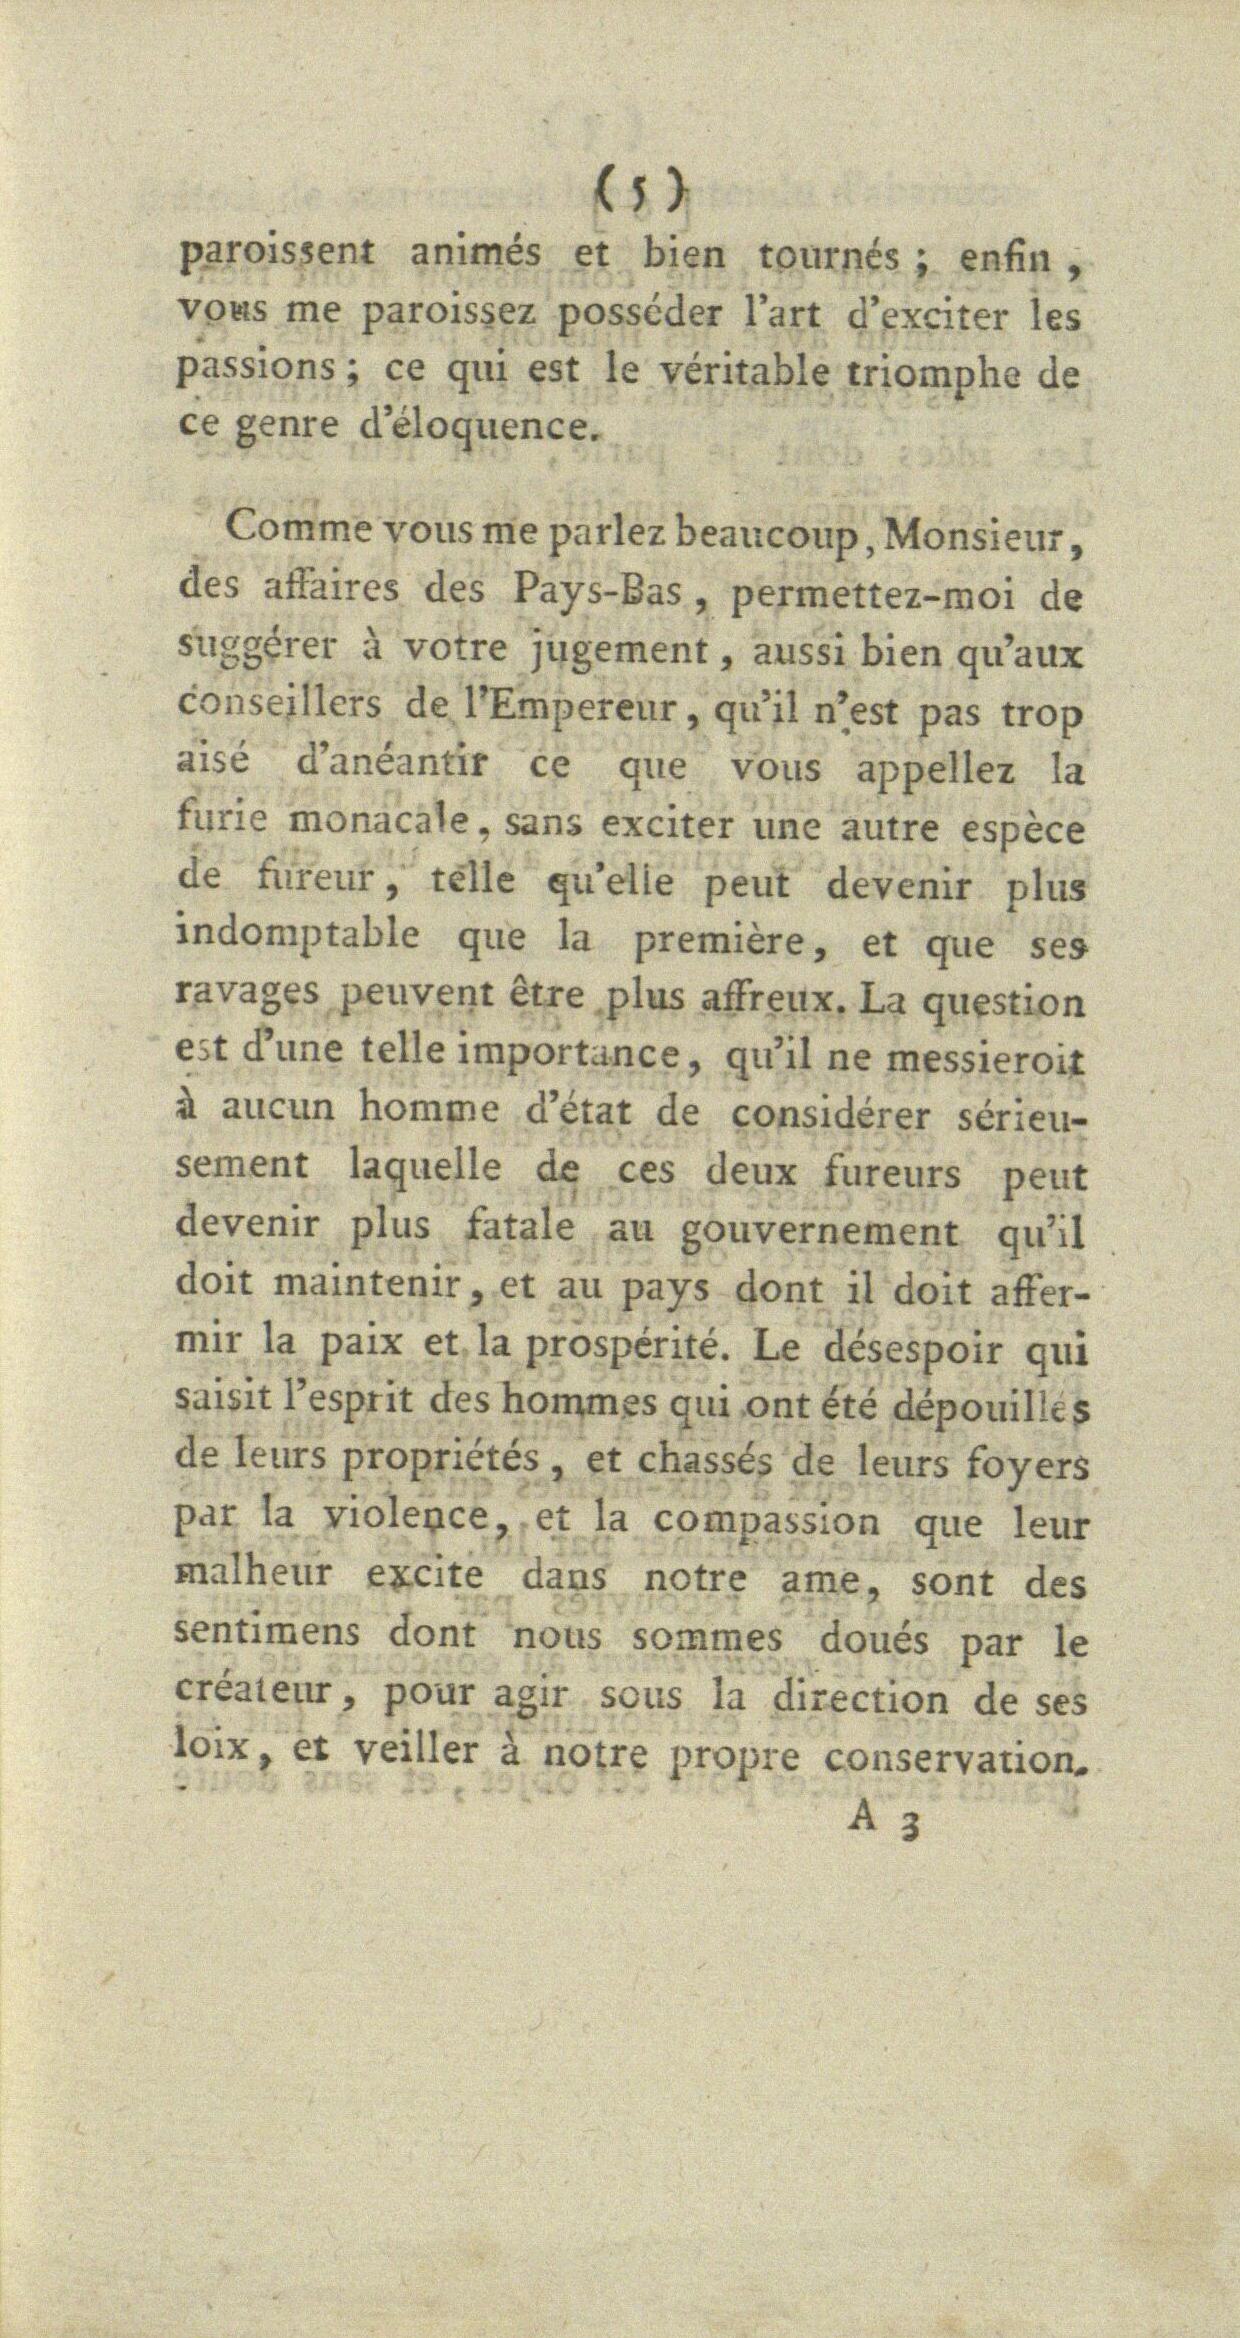 ( 5 )
paroissent animés et bien tournés ; enfin ,
vous me paroissez posséder l'art d'exciter les
passions ; ce qui est le véritable triomphe de
ce genre d'éloquence.
Comme vous me parlez beaucoup, Monsieur,
des affaires des Pays-Bas , permettez-moi de
suggérer à votre jugement , aussi bien qu'aux
conseillers de l'Empereur , qu'il n'est pas trop
aisé d'anéantir ce que vous appellez la
furie monacale, sans exciter une autre espèce
de fureur, telle qu'elle peut devenir plus
indomptable que la première, et que ses
ravages peuvent être plus affreux. La question
est d'une telle importance, qu'il ne messieroit
à aucun homme d'état de considérer sérieu-
sement laquelle de ces deux fureurs peut
devenir plus fatale au gouvernement qu'il
doit maintenir, et au pays dont il doit affer-
mir la paix et la prospérité. Le désespoir qui
saisit l'esprit des hommes qui ont été dépouillés
de leurs propriétés , et chassés de leurs foyers
par la violence, et la compassion que leur
malheur excite dans notre ame, sont des
sentimens dont nous sommes doués par le
créateur, pour agir sous la direction de ses
loix, et veiller à notre propre conservation.
A 3